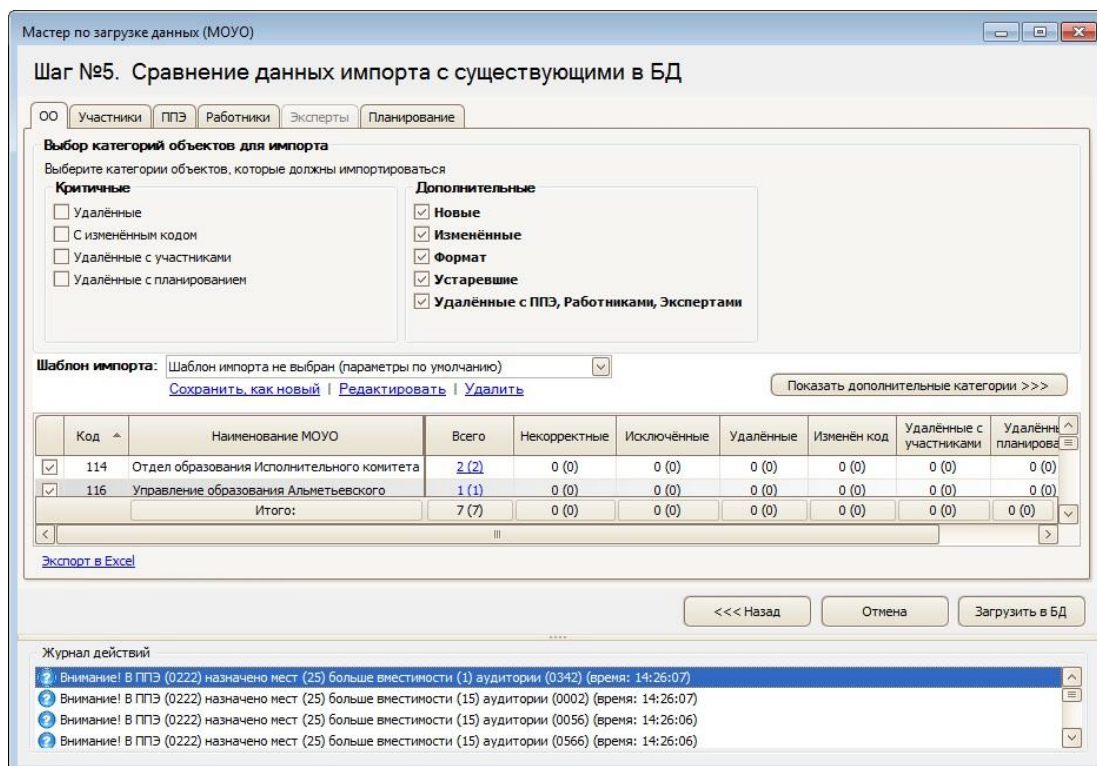 Мастер по загрузке данных (МОУО)
Шаг №5. Сравнение данных импорта с существующими в БД
ОО Участники ППЭ Работники Эксперты Планирование
Выбор категорий объектов для импорта
Выберите категории объектов, которые должны импортироваться
Критичные
Удалённые
С изменённым кодом
Удалённые с участниками
Удалённые с планированием
Дополнительные
Новые
Изменённые
Формат
Устаревшие
Удалённые с ППЭ, Работниками, Экспертами
Шаблон импорта: Шаблон импорта не выбран (параметры по умолчанию)
Сохранить, как новый | Редактировать | Удалить
Показать дополнительные категории >>>
Код Наименование МОУО Всего Некорректные Исключённые Удалённые Изменён код Удалённые с участниками Удалённы планирова
114 Отдел образования Исполнительного комитета 2 (2) 0 (0) 0 (0) 0 (0) 0 (0) 0 (0) 0 (0)
116 Управление образования Альметьевского 1 (1) 0 (0) 0 (0) 0 (0) 0 (0) 0 (0) 0 (0)
Итого: 7 (7) 0 (0) 0 (0) 0 (0) 0 (0) 0 (0) 0 (0)
Экспорт в Excel
<<< Назад Отмена Загрузить в БД
Журнал действий
Внимание! В ППЭ (0222) назначено мест (25) больше вместимости (1) аудитории (0342) (время: 14:26:07)
Внимание! В ППЭ (0222) назначено мест (25) больше вместимости (15) аудитории (0002) (время: 14:26:07)
Внимание! В ППЭ (0222) назначено мест (25) больше вместимости (15) аудитории (0056) (время: 14:26:06)
Внимание! В ППЭ (0222) назначено мест (25) больше вместимости (15) аудитории (0566) (время: 14:26:06)